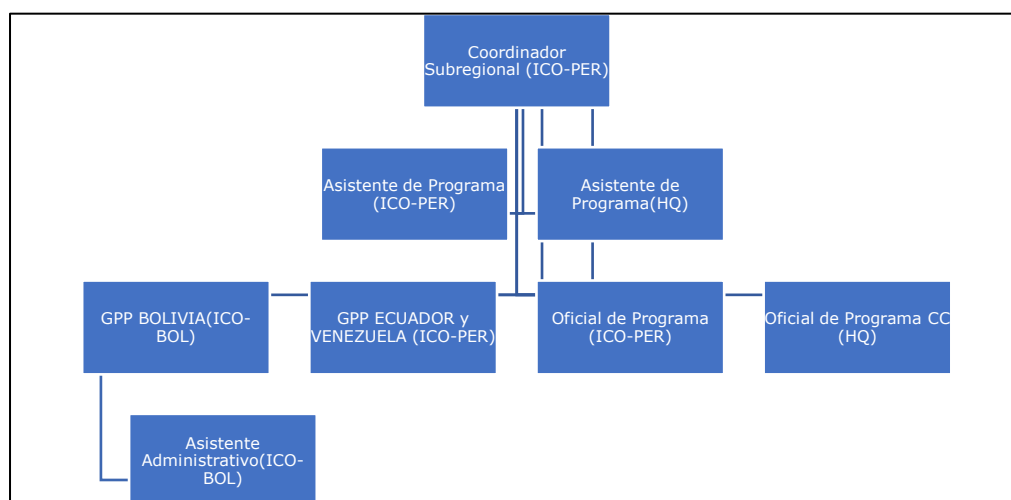 Coordinador
Subregional (ICO-PER)
Asistente de Programa
(ICO-PER)
Asistente de
Programa(HQ)
GPP BOLIVIA(ICO-
BOL)
GPP ECUADOR y
VENEZUELA (ICO-PER)
Oficial de Programa
(ICO-PER)
Oficial de Programa CC
(HQ)
Asistente
Administrativo(ICO-
BOL)